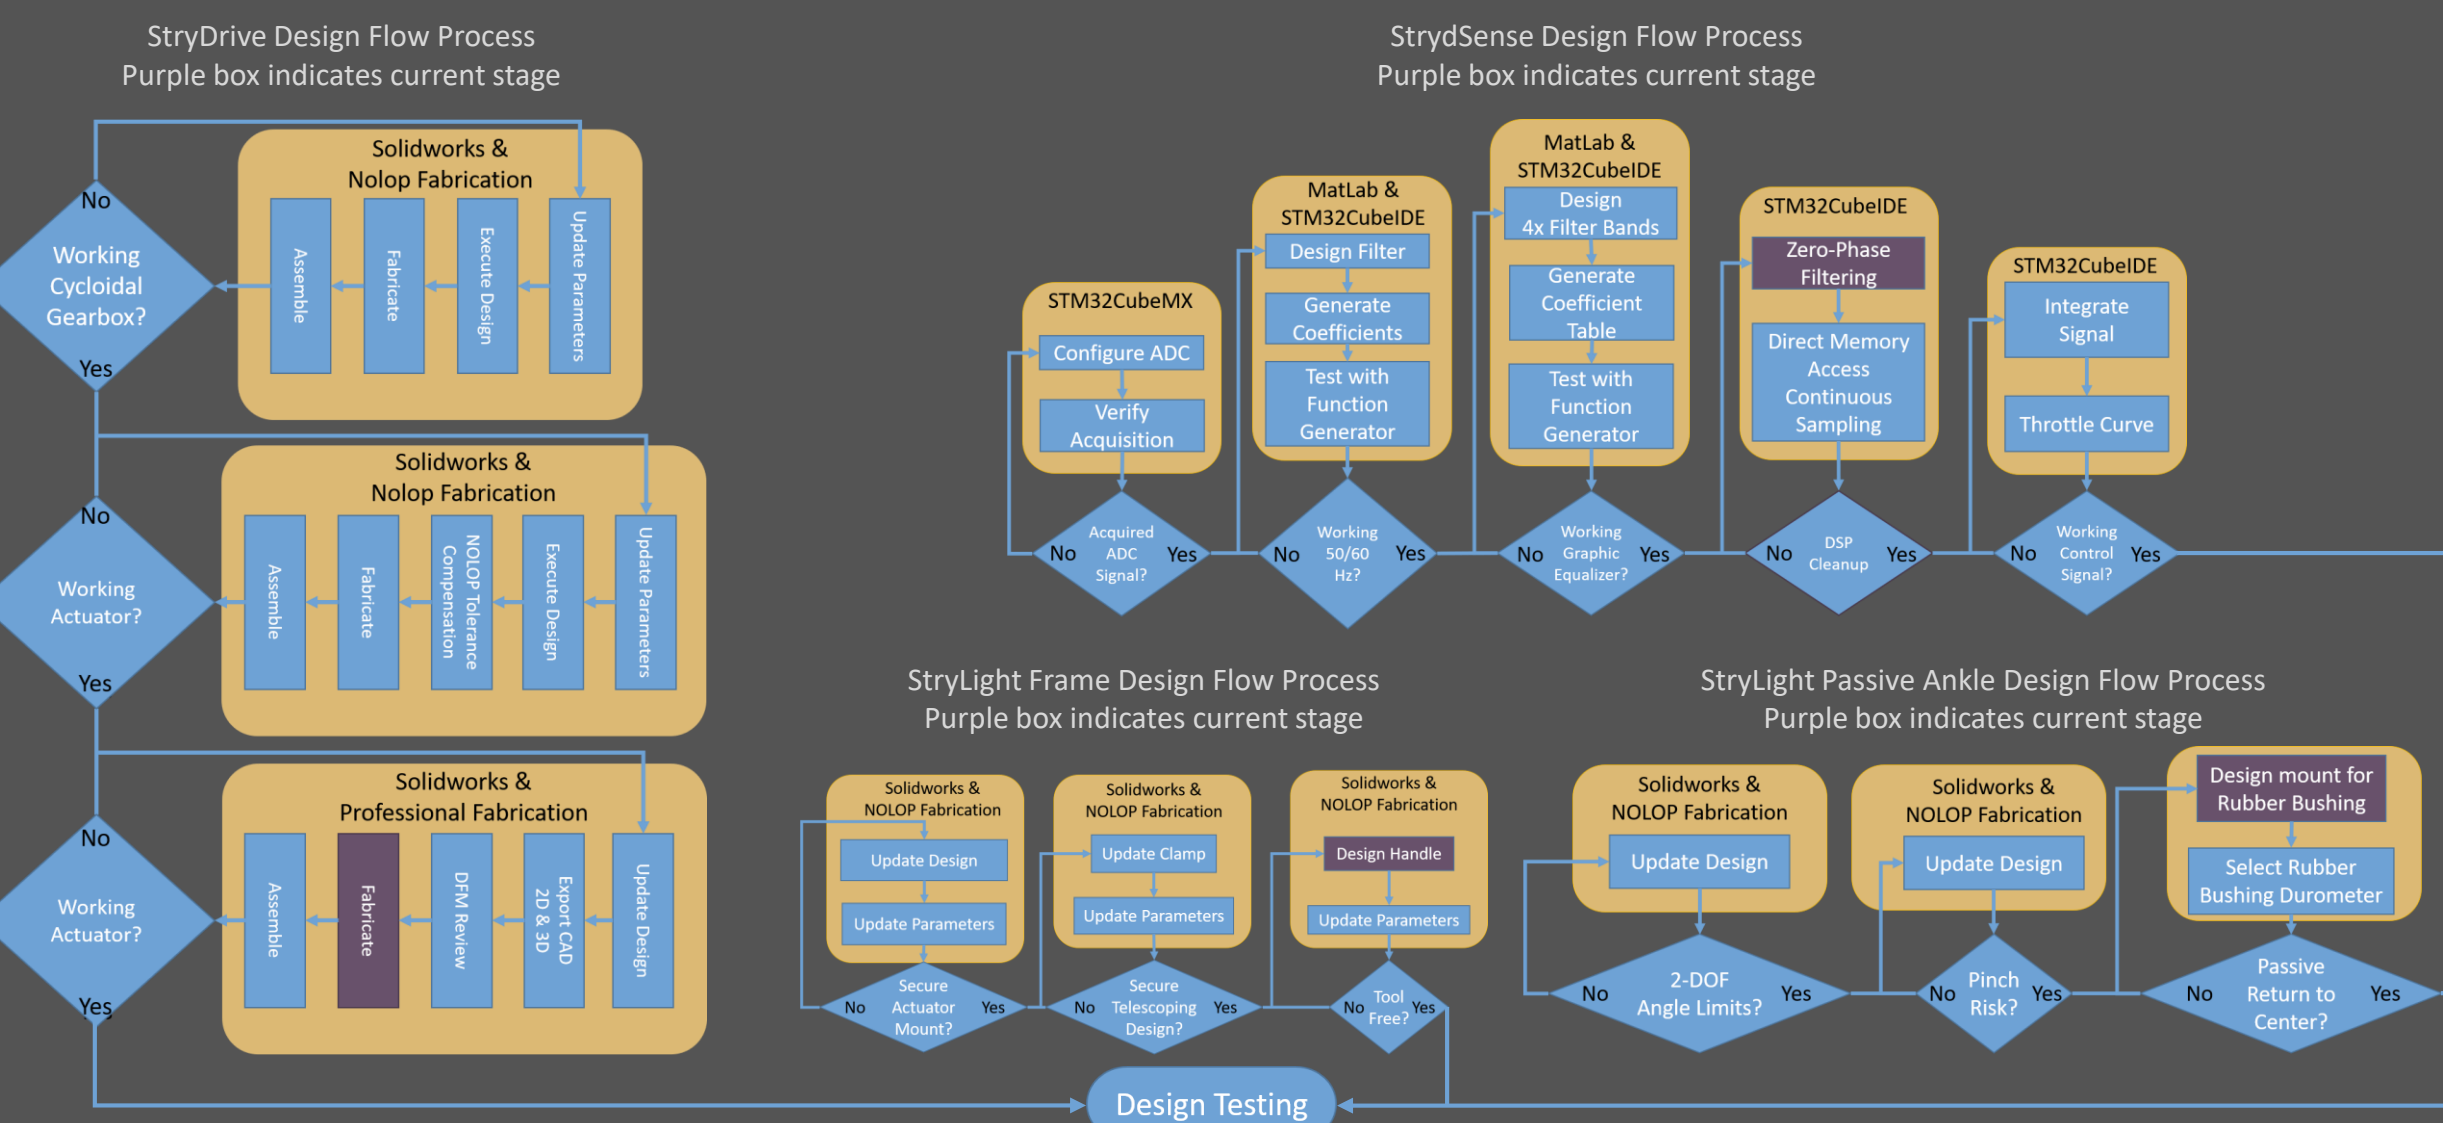 StryDrive Design Flow Process
Purple box indicates current stage
Solidworks &
Nolop Fabrication
No
Working
Cycloidal
Gearbox?
Yes
Assemble
Fabricate
Execute Design
Update Parameters
Solidworks &
Nolop Fabrication
No
Working
Actuator?
Yes
Assemble
Fabricate
NOLOP Tolerance
Compensation
Execute Design
Update Parameters
Solidworks &
Professional Fabrication
No
Working
Actuator?
Yes
Assemble
Fabricate
DFM Review
Export CAD
2D & 3D
Update Design
StrydSense Design Flow Process
Purple box indicates current stage
STM32CubeMX
Configure ADC
Verify
Acquisition
No
Acquired
ADC
Signal?
Yes
MatLab &
STM32CubeIDE
Design Filter
Generate
Coefficients
Test with
Function
Generator
No
Working
50/60
Hz?
Yes
MatLab &
STM32CubeIDE
Design
4x Filter Bands
Generate
Coefficient
Table
Test with
Function
Generator
No
Working
Graphic
Equalizer?
Yes
STM32CubeIDE
Zero-Phase
Filtering
Direct Memory
Access
Continuous
Sampling
No
DSP
Cleanup
Yes
STM32CubeIDE
Integrate
Signal
Throttle Curve
No
Working
Control
Signal?
Yes
StryLight Frame Design Flow Process
Purple box indicates current stage
Solidworks &
NOLOP Fabrication
Update Design
Update Parameters
No
Secure
Actuator
Mount?
Yes
Solidworks &
NOLOP Fabrication
Update Clamp
Update Parameters
No
Secure
Telescoping
Design?
Yes
Solidworks &
NOLOP Fabrication
Design Handle
Update Parameters
No
Tool
Free?
Yes
StryLight Passive Ankle Design Flow Process
Purple box indicates current stage
Solidworks &
NOLOP Fabrication
Update Design
No
2-DOF
Angle Limits?
Yes
Solidworks &
NOLOP Fabrication
Update Design
No
Pinch
Risk?
Yes
Design mount for
Rubber Bushing
Select Rubber
Bushing Durometer
No
Passive
Return to
Center?
Yes
Design Testing